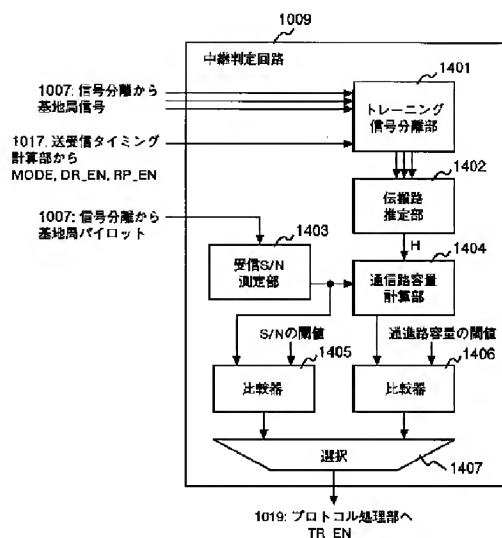 1009
中継判定回路
1007: 信号分離から
基地局信号
1401
トレーニング
信号分離部
1017: 送受信タイミング
計算部から
MODE, DR_EN, RP_EN
1402
伝搬路
推定部
1007: 信号分離から
基地局パイロット
1403
受信S/N
測定部
H
1404
通信路容量
計算部
S/Nの閾値
1405
比較器
通進路容量の閾値
1406
比較器
選択
1407
1019: プロトコル処理部へ
TR_EN